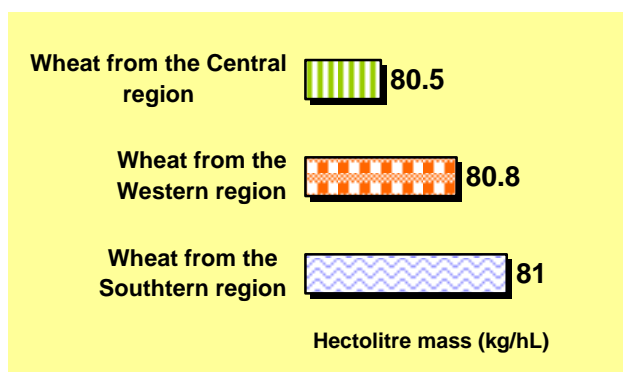 Wheat from the Central
region
80.5
Wheat from the
Western region
80.8
Wheat from the
Southtern region
81
Hectolitre mass (kg/hL)